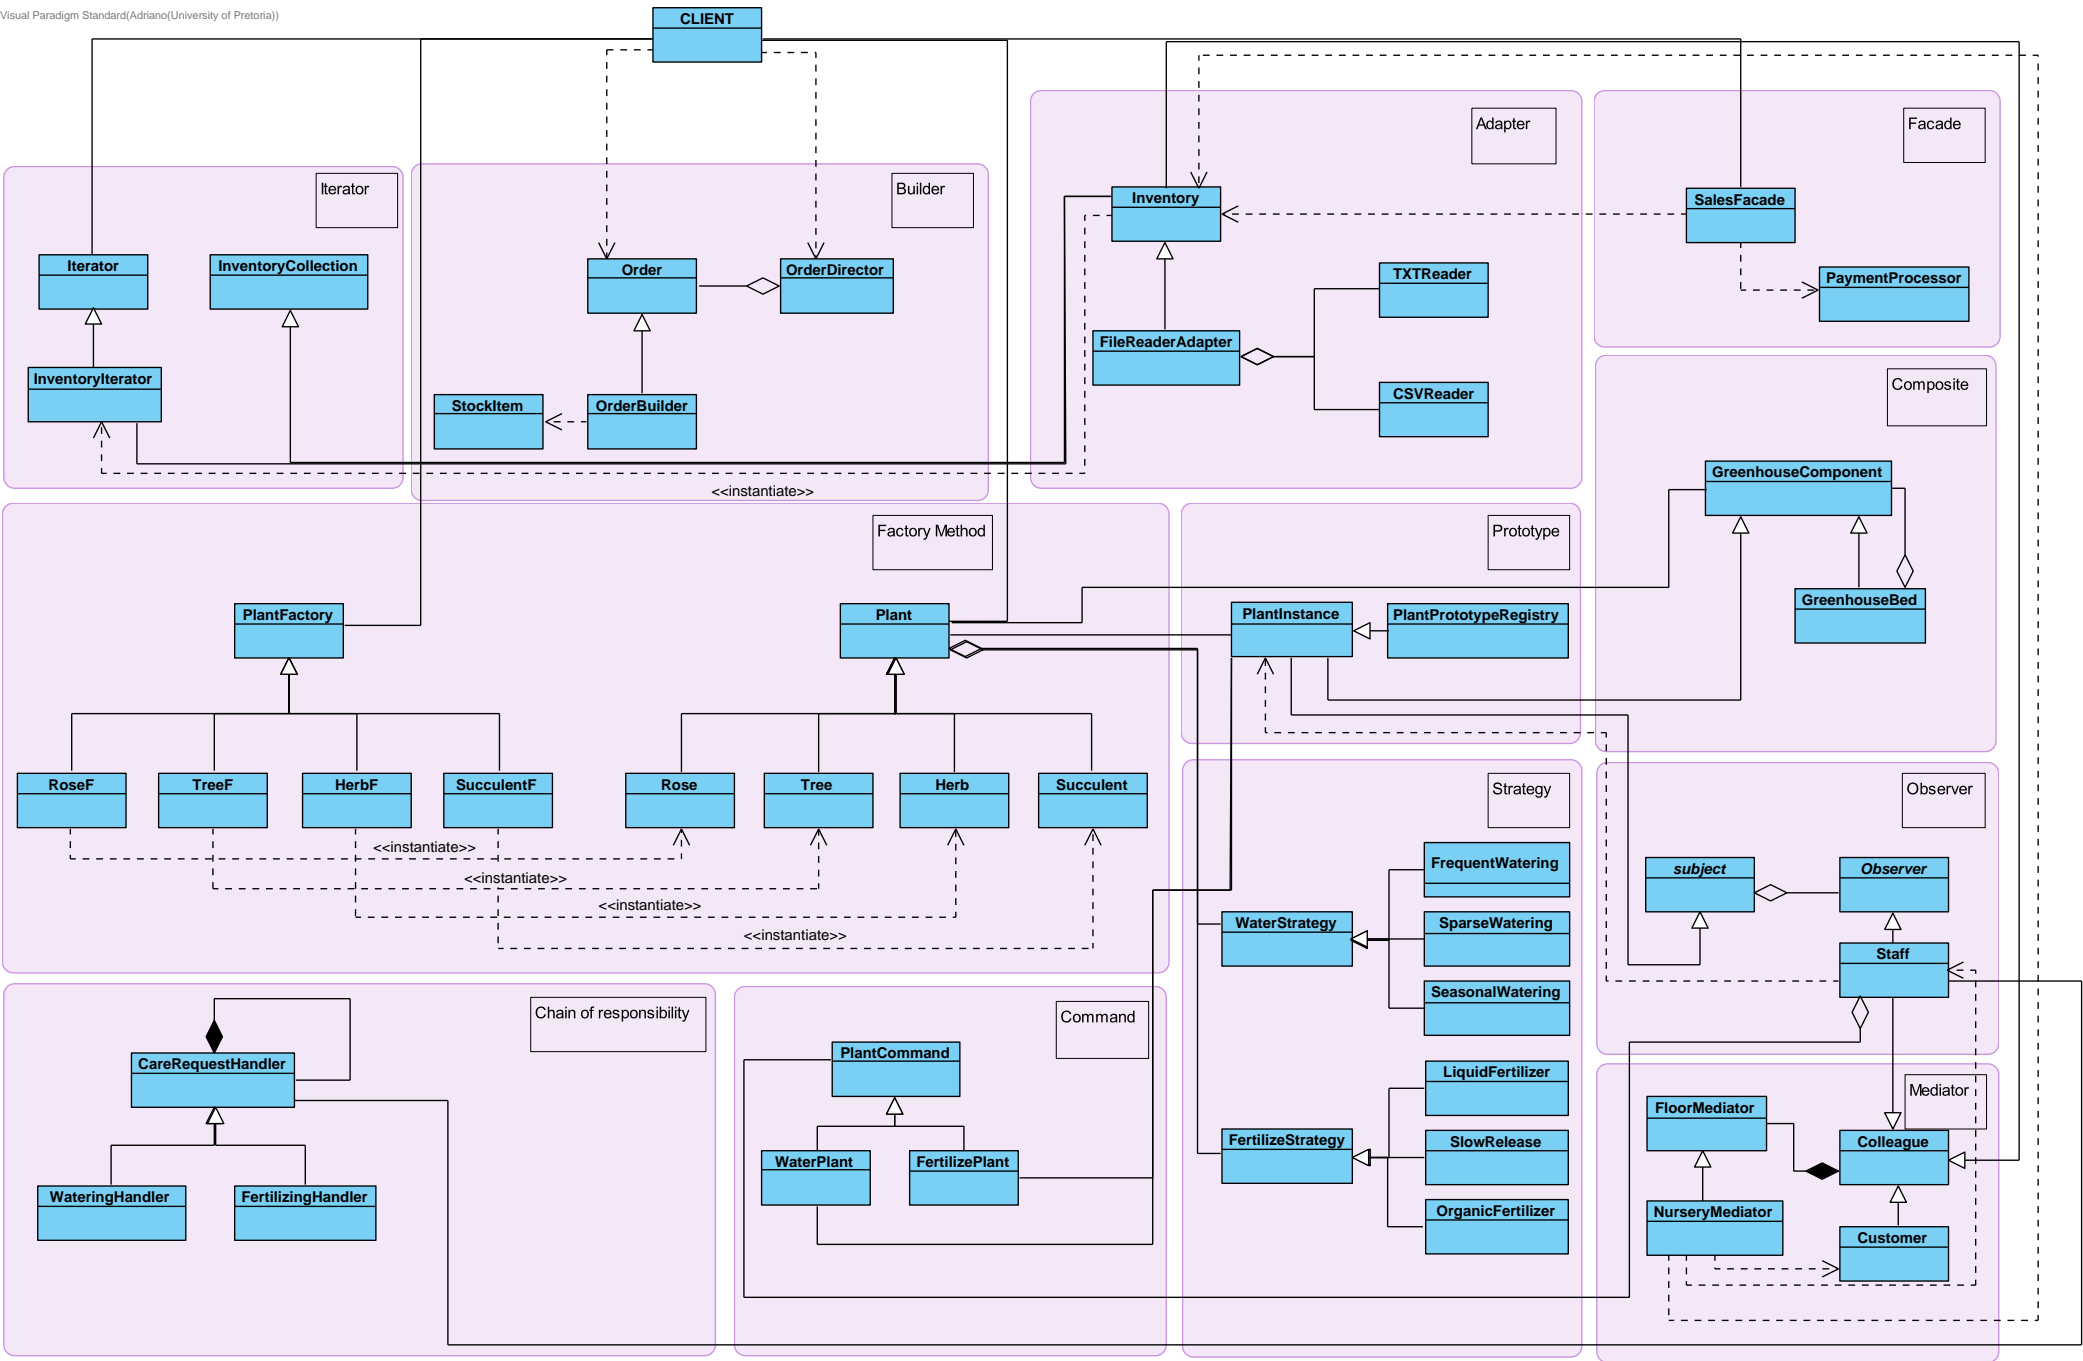 Visual Paradigm Standard(Adriano(University of Pretoria))
CLIENT
Adapter
Facade
Iterator
Builder
Inventory
SalesFacade
Iterator
InventoryCollection
Order
OrderDirector
TXTReader
PaymentProcessor
FileReaderAdapter
InventoryIterator
StockItem
OrderBuilder
CSVReader
Composite
GreenhouseComponent
<<instantiate>>
Factory Method
Prototype
PlantFactory
Plant
PlantInstance
PlantPrototypeRegistry
GreenhouseBed
RoseF
TreeF
HerbF
SucculentF
Rose
Tree
Herb
Succulent
Strategy
Observer
<<instantiate>>
<<instantiate>>
<<instantiate>>
<<instantiate>>
FrequentWatering
subject
Observer
WaterStrategy
SparseWatering
Staff
SeasonalWatering
Chain of responsibility
Command
CareRequestHandler
PlantCommand
LiquidFertilizer
Mediator
FloorMediator
FertilizeStrategy
SlowRelease
Colleague
WaterPlant
FertilizePlant
WateringHandler
FertilizingHandler
OrganicFertilizer
NurseryMediator
Customer